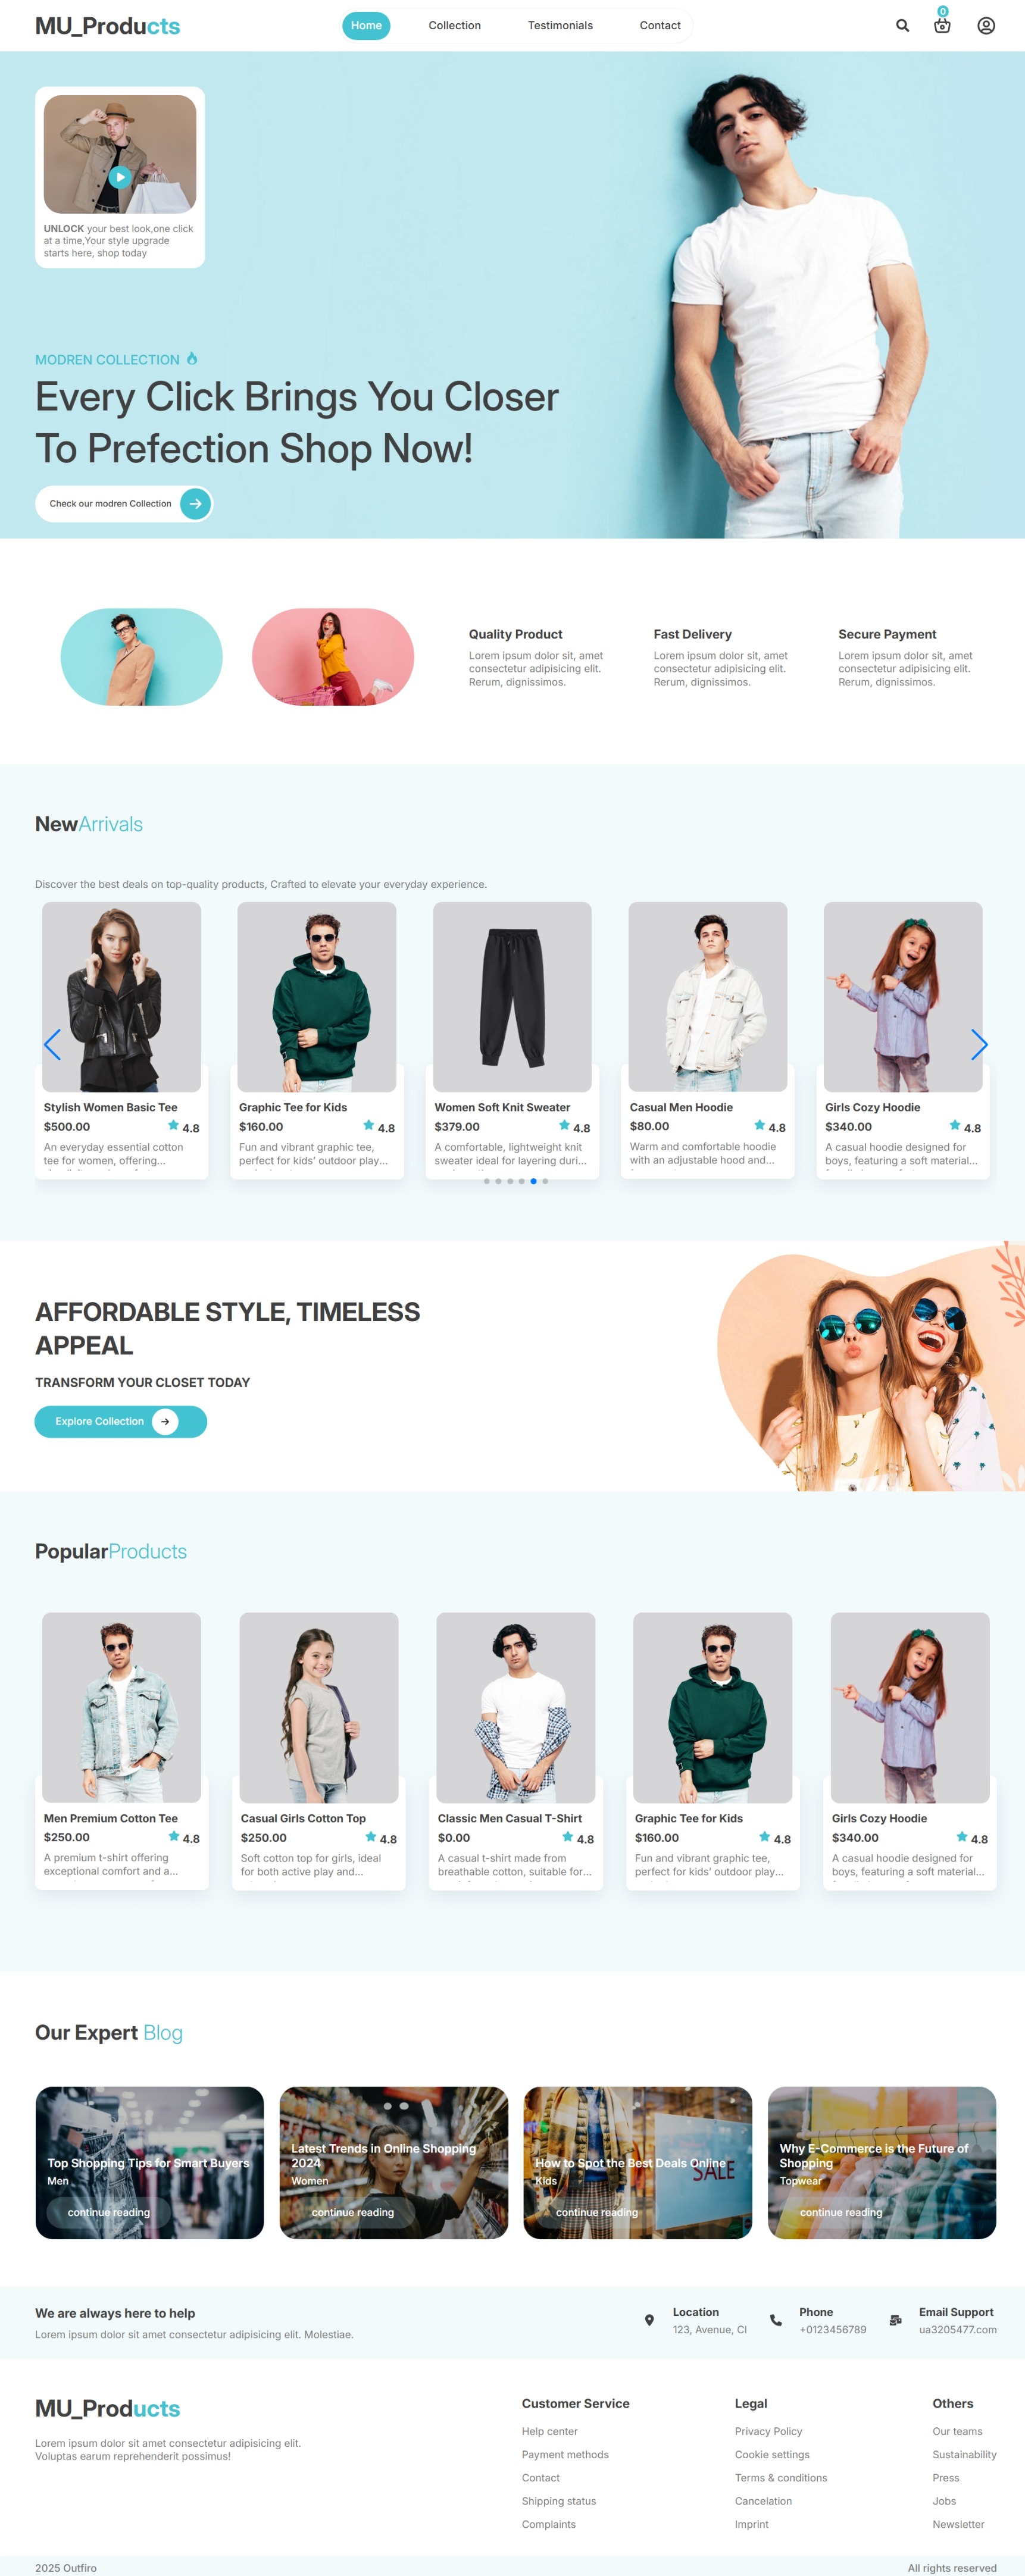 MU_Products
Home
Collection
Testimonials
Contact
0
UNLOCK your best look,one click
at a time,Your style upgrade
starts here, shop today
MODREN COLLECTION
Every Click Brings You Closer
To Prefection Shop Now!
Check our modren Collection
Quality Product
Lorem ipsum dolor sit, amet
consectetur adipisicing elit.
Rerum, dignissimos.
Fast Delivery
Lorem ipsum dolor sit, amet
consectetur adipisicing elit.
Rerum, dignissimos.
Secure Payment
Lorem ipsum dolor sit, amet
consectetur adipisicing elit.
Rerum, dignissimos.
NewArrivals
Discover the best deals on top-quality products, Crafted to elevate your everyday experience.
Stylish Women Basic Tee
$500.00
4.8
An everyday essential cotton
tee for women, offering...
Graphic Tee for Kids
$160.00
4.8
Fun and vibrant graphic tee,
perfect for kids' outdoor play...
Women Soft Knit Sweater
$379.00
4.8
A comfortable, lightweight knit
sweater ideal for layering duri...
Casual Men Hoodie
$80.00
4.8
Warm and comfortable hoodie
with an adjustable hood and...
Girls Cozy Hoodie
$340.00
4.8
A casual hoodie designed for
boys, featuring a soft material...
AFFORDABLE STYLE, TIMELESS
APPEAL
TRANSFORM YOUR CLOSET TODAY
Explore Collection
PopularProducts
Men Premium Cotton Tee
$250.00
4.8
A premium t-shirt offering
exceptional comfort and a...
Casual Girls Cotton Top
$250.00
4.8
Soft cotton top for girls, ideal
for both active play and...
Classic Men Casual T-Shirt
$0.00
4.8
A casual t-shirt made from
breathable cotton, suitable for...
Graphic Tee for Kids
$160.00
4.8
Fun and vibrant graphic tee,
perfect for kids' outdoor play...
Girls Cozy Hoodie
$340.00
4.8
A casual hoodie designed for
boys, featuring a soft material...
Our Expert Blog
Top Shopping Tips for Smart Buyers
Men
continue reading
Latest Trends in Online Shopping
2024
Women
continue reading
How to Spot the Best Deals Online
Kids
continue reading
SALE
Why E-Commerce is the Future of
Shopping
Topwear
continue reading
We are always here to help
Lorem ipsum dolor sit amet consectetur adipisicing elit. Molestiae.
Location
123, Avenue, CI
Phone
+0123456789
Email Support
ua3205477.com
MU_Products
Lorem ipsum dolor sit amet consectetur adipisicing elit.
Voluptas earum reprehenderit possimus!
Customer Service
Help center
Payment methods
Contact
Shipping status
Complaints
Legal
Privacy Policy
Cookie settings
Terms & conditions
Cancelation
Imprint
Others
Our teams
Sustainability
Press
Jobs
Newsletter
2025 Outfiro
All rights reserved